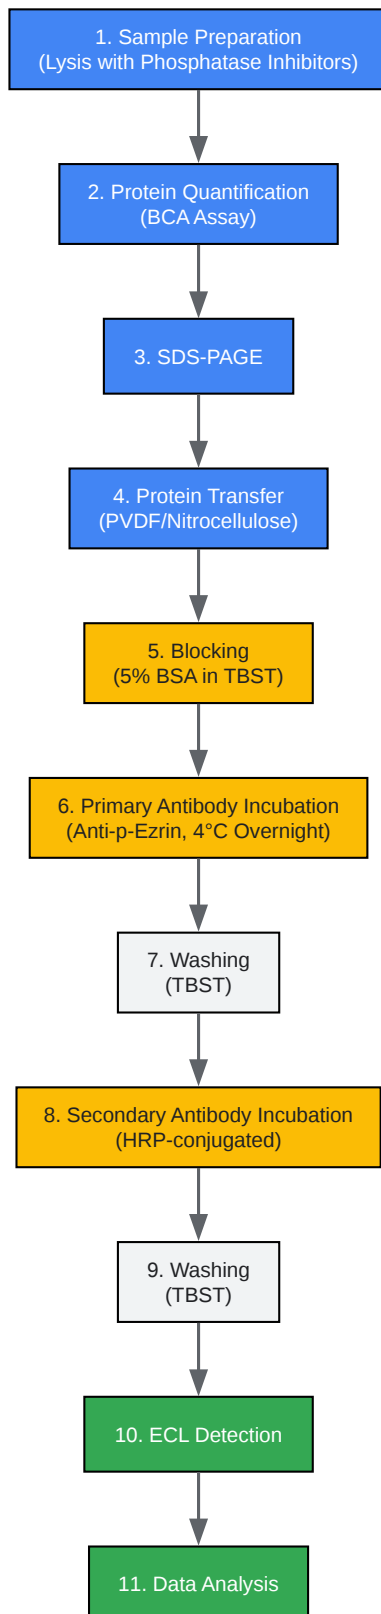 1. Sample Preparation
(Lysis with Phosphatase Inhibitors)
2. Protein Quantification
(BCA Assay)
3. SDS-PAGE
4. Protein Transfer
(PVDF/Nitrocellulose)
5. Blocking
(5% BSA in TBST)
6. Primary Antibody Incubation
(Anti-p-Ezrin, 4°C Overnight)
7. Washing
(TBST)
8. Secondary Antibody Incubation
(HRP-conjugated)
9. Washing
(TBST)
10. ECL Detection
11. Data Analysis